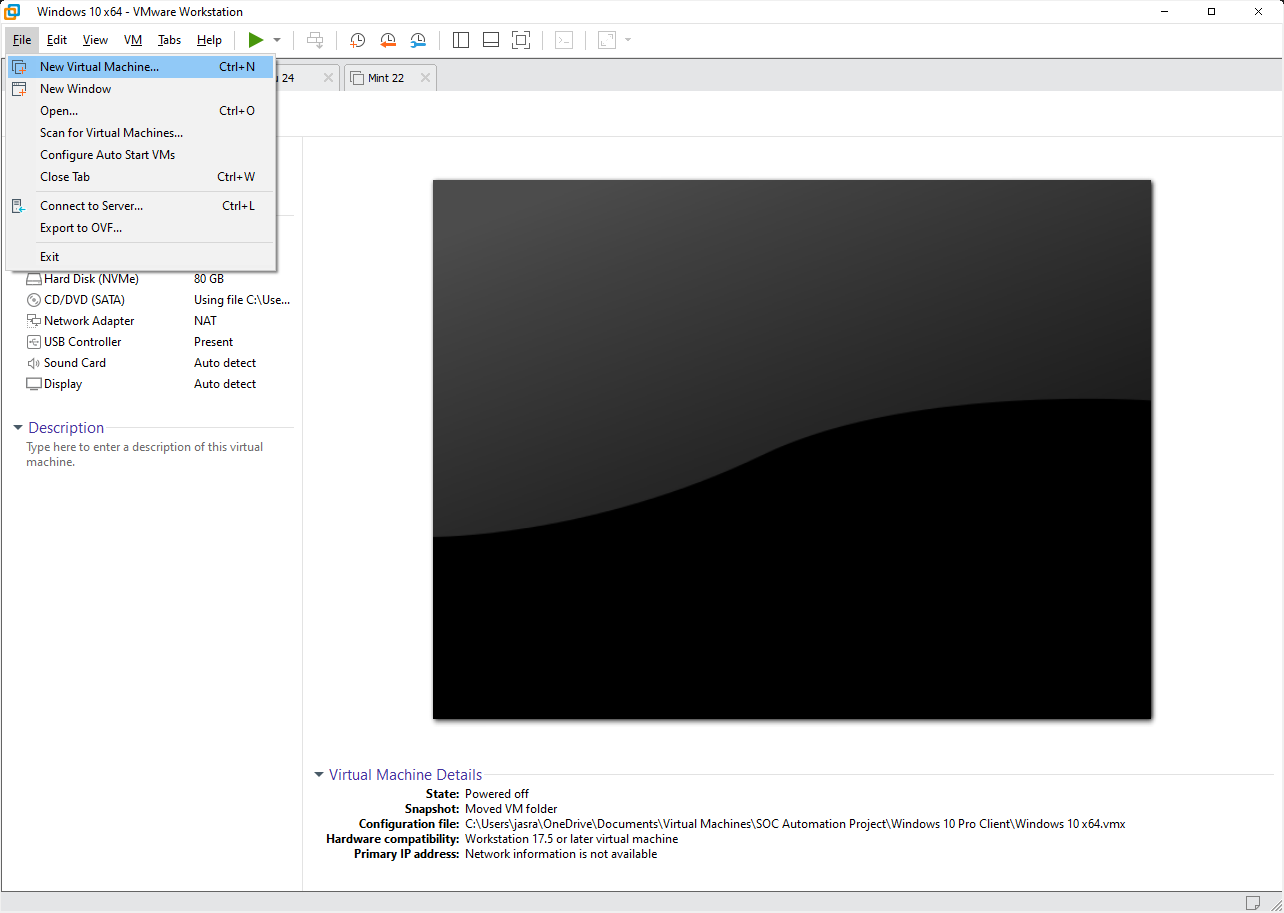 Windows 10 x64 - VMware Workstation
File Edit View VM Tabs Help
New Virtual Machine... Ctrl+N
24
Mint 22
New Window
Open... Ctrl+O
Scan for Virtual Machines...
Configure Auto Start VMs
Close Tab Ctrl+W
Connect to Server... Ctrl+L
Export to OVF...
Exit
Hard Disk (NVMe) 80 GB
CD/DVD (SATA) Using file C:\Use...
Network Adapter NAT
USB Controller Present
Sound Card Auto detect
Display Auto detect
Description
Type here to enter a description of this virtual
machine.
Virtual Machine Details
State: Powered off
Snapshot: Moved VM folder
Configuration file: C:\Users\jasra\OneDrive\Documents\Virtual Machines\SOC Automation Project\Windows 10 Pro Client\Windows 10 x64.vmx
Hardware compatibility: Workstation 17.5 or later virtual machine
Primary IP address: Network information is not available